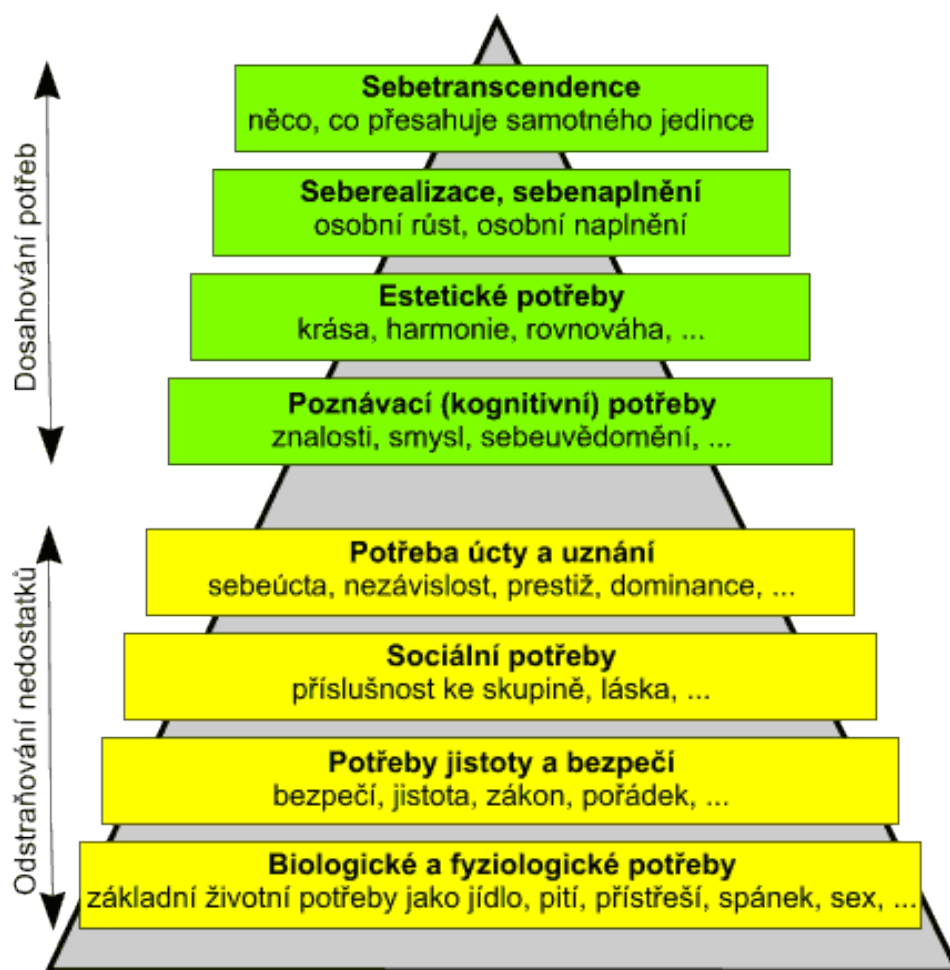 Sebetranscendence
něco, co přesahuje samotného jedince
Seberealizace, sebenaplnění
osobní rúst, osobní naplnění
Estetické potřeby
krása, harmonie, rovnováha, ...
Poznávací (kognitivní) potřeby
znalosti, smysl, sebeuvědomění, ...
Dosahování potřeb
Potřeba úcty a uznání
sebeúcta, nezávislost, prestiž, dominance, ...
Sociální potřeby
příslušnost ke skupině, láska, ...
Potřeby jistoty a bezpečí
bezpečí, jistota, zákon, pořádek, ...
Biologické a fyziologické potřeby
základní životní potřeby jako jídlo, pití, přístřeší, spánek, sex, ...
Odstraňování nedostatků